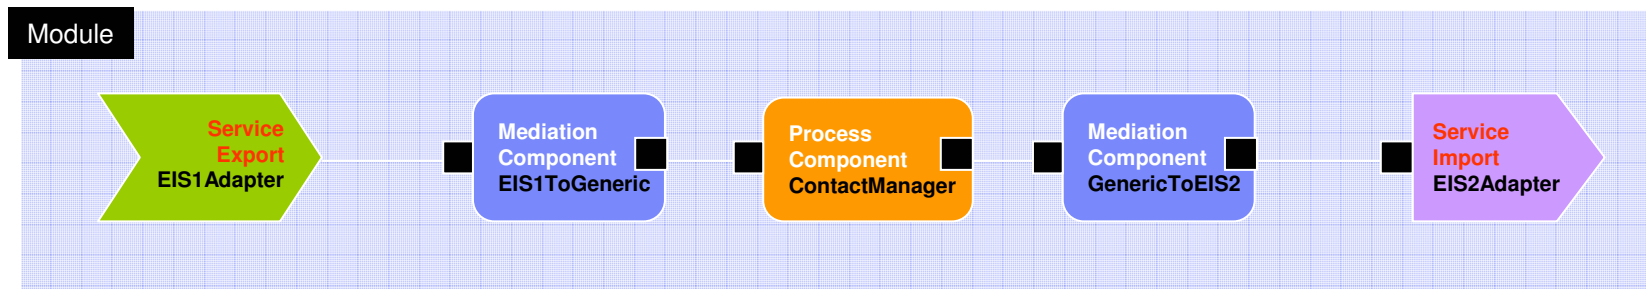 Module
Service
Export
EIS1Adapter
Mediation
Component
EIS1ToGeneric
Process
Component
ContactManager
Mediation
Component
GenericToEIS2
Service
Import
EIS2Adapter